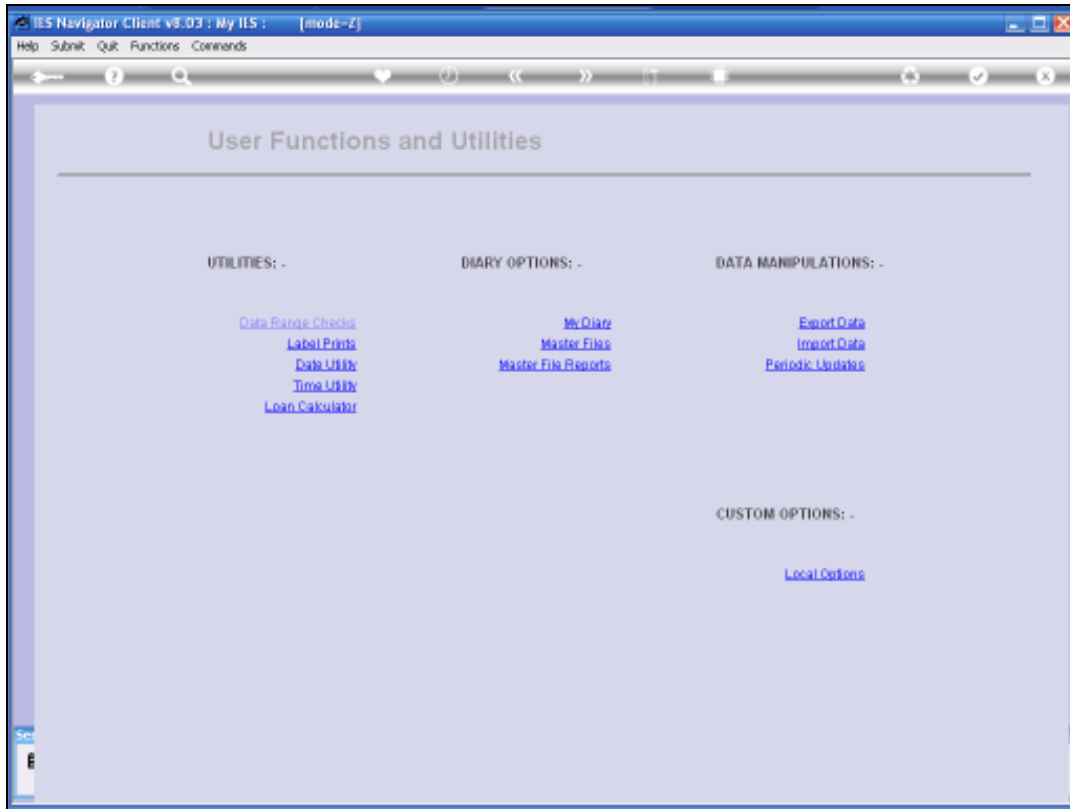 IES Navigator Client v8.03 : My IES : [mode=Z]
Help Submit Quit Functions Commands
User Functions and Utilities
UTILITIES: - DIARY OPTIONS: - DATA MANIPULATIONS: -
Data Range Checks My Diary Export Data
Label Prints Master Files Import Data
Date Utility Master File Reports Periodic Updates
Time Utility
Loan Calculator
CUSTOM OPTIONS: -
Local Options